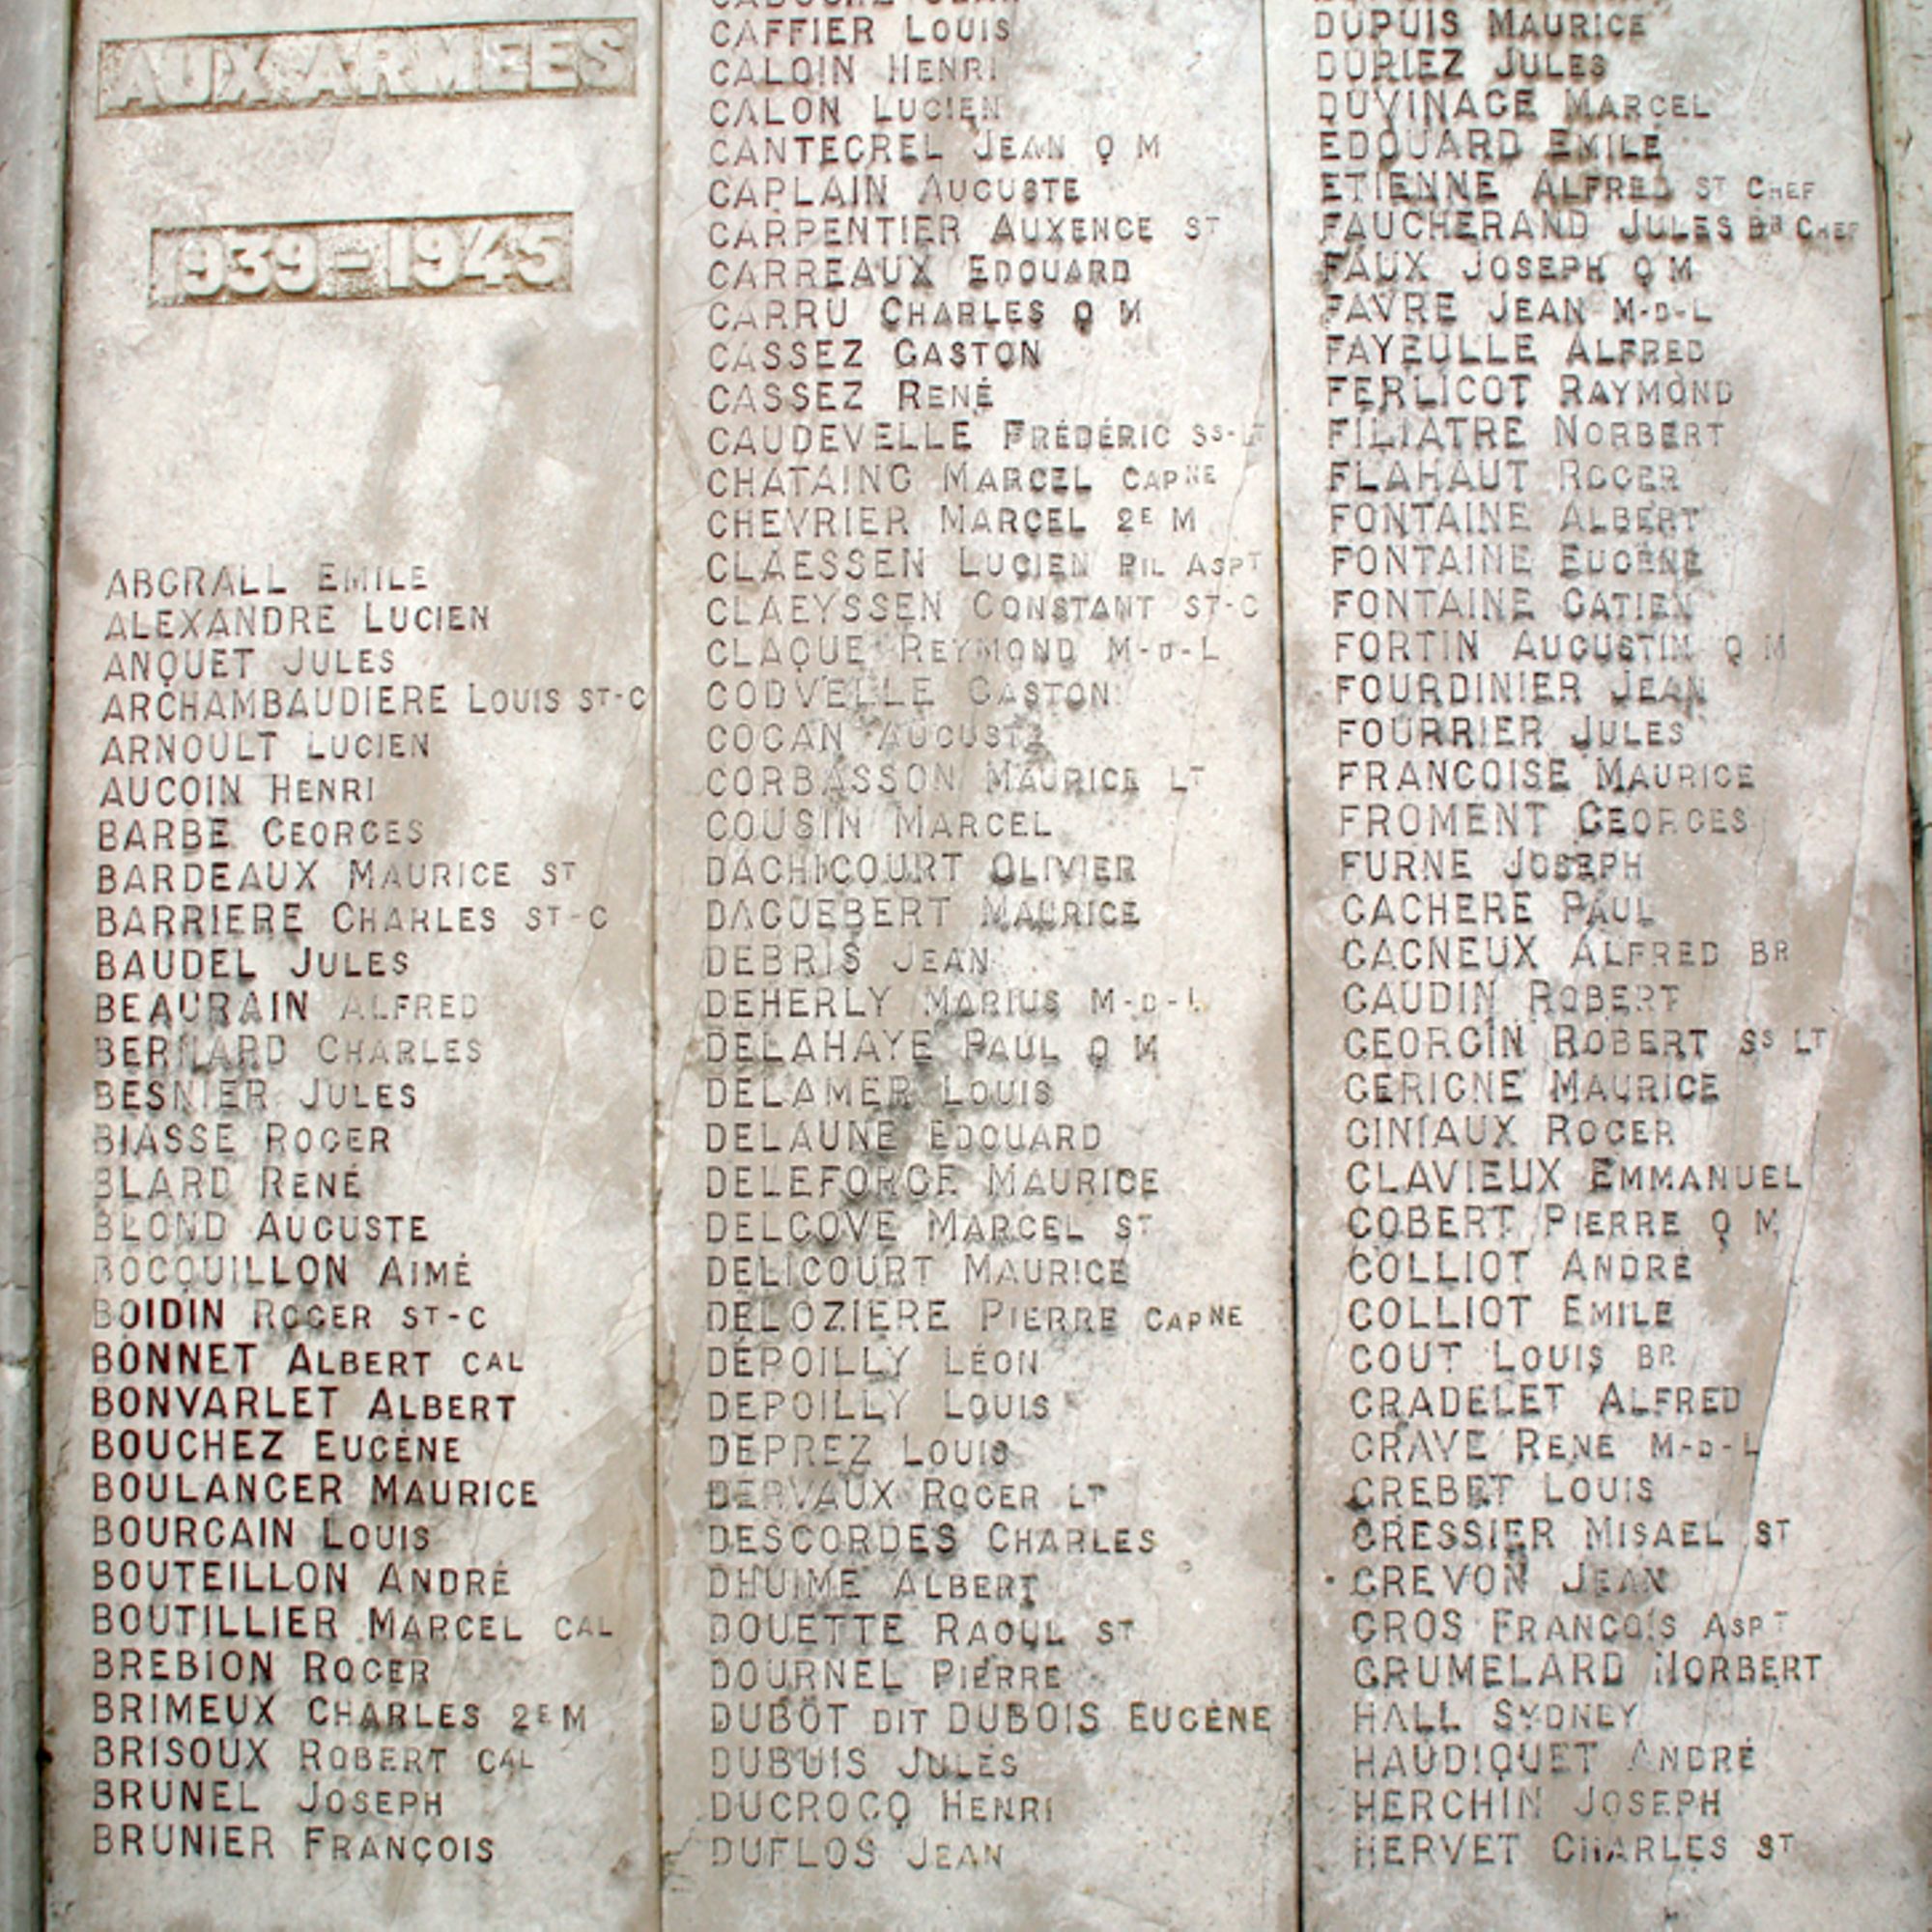 AUX ARMEES
1939-1945
ABGRALL EMILE
ALEXANDRE LUCIEN
ANQUET JULES
ARCHAMBAUDIERE LOUIS ST-C
ARNOULT LUCIEN
AUCOIN HENRI
BARBE GEORGES
BARDEAUX MAURICE ST
BARRIERE CHARLES ST-C
BAUDEL JULES
BEAURAIN ALFRED
BERNARD CHARLES
BESNIER JULES
BIASSE ROGER
BLARD RENÉ
BLOND AUGUSTE
BOCQUILLON AIMÉ
BOIDIN ROGER ST-C
BONNET ALBERT CAL
BONVARLET ALBERT
BOUCHEZ EUGÈNE
BOULANGER MAURICE
BOURGAIN LOUIS
BOUTEILLON ANDRÉ
BOUTILLIER MARCEL CAL
BREBION ROGER
BRIMEUX CHARLES 2E M
BRISOUX ROBERT CAL
BRUNEL JOSEPH
BRUNIER FRANÇOIS
CAFFIER LOUIS
CALOIN HENRI
CALON LUCIEN
CANTEGREL JEAN Q M
CAPLAIN AUGUSTE
CARPENTIER AUXENCE ST
CARREAUX EDOUARD
CARRU CHARLES Q M
CASSEZ GASTON
CASSEZ RENÉ
CAUDEVELLE FRÉDÉRIC SS-LT
CHATAING MARCEL CAPNE
CHEVRIER MARCEL 2E M
CLAESSEN LUCIEN PIL ASPT
CLAEYSSEN CONSTANT ST-C
CLAQUE REYMOND M-D-L
CODVELLE GASTON
COGAN AUGUSTE
CORBASSON MAURICE LT
COUSIN MARCEL
DACHICOURT OLIVIER
DAGUEBERT MAURICE
DEBRIS JEAN
DEHERLY MARIUS M-D-L
DELAHAYE PAUL Q M
DELAMER LOUIS
DELAUNE EDOUARD
DELEFORGE MAURICE
DELGOVE MARCEL ST
DELICOURT MAURICE
DELOZIERE PIERRE CAPNE
DEPOILLY LÉON
DEPOILLY LOUIS
DEPREZ LOUIS
DERVAUX ROGER LT
DESCORDES CHARLES
DHUIME ALBERT
DOUETTE RAOUL ST
DOURNEL PIERRE
DUBOT DIT DUBOIS EUGÈNE
DUBUIS JULES
DUCROCQ HENRI
DUFLOS JEAN
DUPUIS MAURICE
DURIEZ JULES
DUVINAGE MARCEL
EDOUARD EMILE
ETIENNE ALFRED ST CHEF
FAUCHERAND JULES BR CHEF
FAUX JOSEPH Q M
FAVRE JEAN M-D-L
FAYEULLE ALFRED
FERLICOT RAYMOND
FILIATRE NORBERT
FLAHAUT ROGER
FONTAINE ALBERT
FONTAINE EUGÈNE
FONTAINE GATIEN
FORTIN AUGUSTIN Q M
FOURDINIER JEAN
FOURRIER JULES
FRANCOISE MAURICE
FROMENT GEORGES
FURNE JOSEPH
GACHERE PAUL
GAGNEUX ALFRED BR
GAUDIN ROBERT
GEORGIN ROBERT SS LT
GERIGNE MAURICE
GINIAUX ROGER
GLAVIEUX EMMANUEL
GOBERT PIERRE Q M
GOLLIOT ANDRÉ
GOLLIOT EMILE
GOUT LOUIS BR
GRADELET ALFRED
GRAVE RENE M-D-L
GREBET LOUIS
GRESSIER MISAEL ST
GREVON JEAN
GROS FRANÇOIS ASPT
GRUMELARD NORBERT
HALL SYDNEY
HAUDIQUET ANDRÉ
HERCHIN JOSEPH
HERVET CHARLES ST